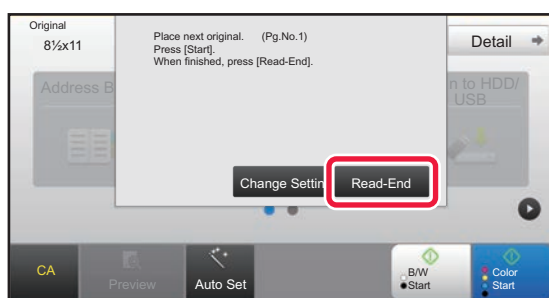 Original
8½x11
Place next original. (Pg.No.1)
Press [Start].
When finished, press [Read-End].
Detail
Address B
n to HDD/
USB
Change Settin
Read-End
CA
Preview
Auto Set
B/W
Start
Color
Start